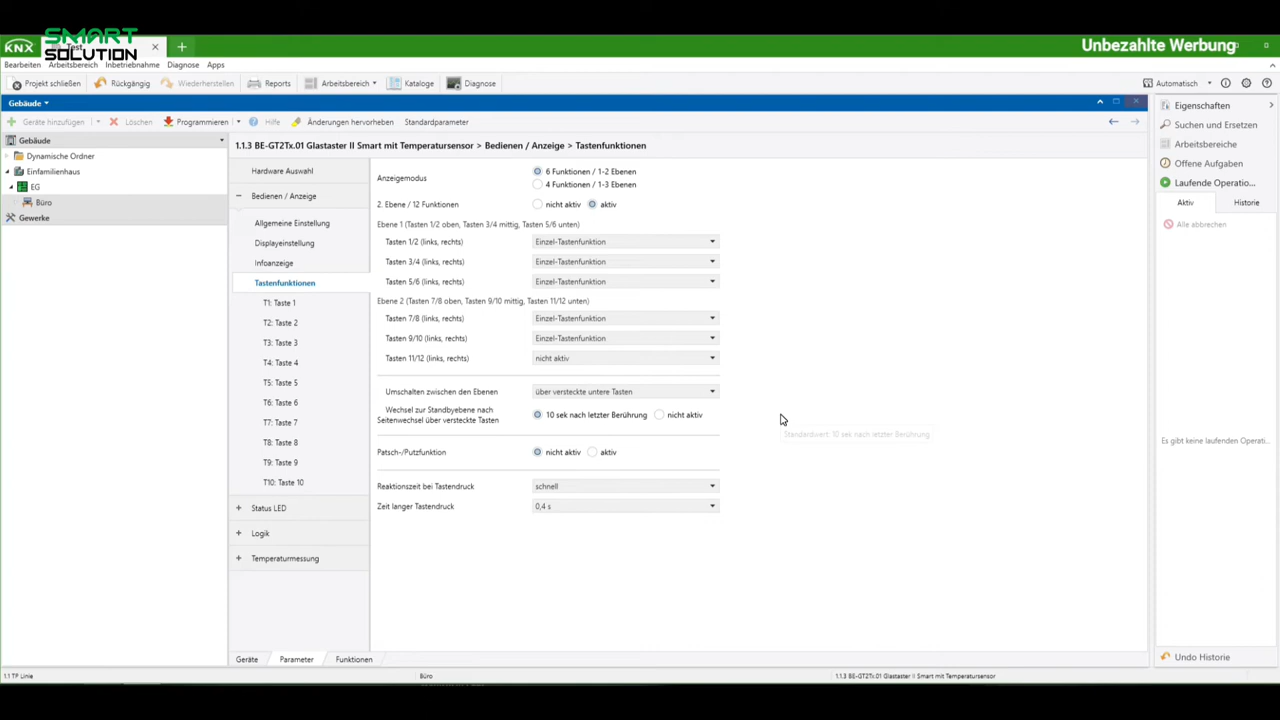 SMART
SOLUTION
KNX
Test
Unbezahlte Werbung
Bearbeiten Arbeitsbereich Inbetriebnahme Diagnose Apps
Projekt schließen Rückgängig Wiederherstellen Reports Arbeitsbereich Kataloge Diagnose Automatisch
Gebäude
Geräte hinzufügen Löschen Programmieren Hilfe Änderungen hervorheben Standardparameter
Gebäude
Dynamische Ordner
Einfamilienhaus
EG
Büro
Gewerke
1.1.3 BE-GT2Tx.01 Glastaster II Smart mit Temperatursensor > Bedienen / Anzeige > Tastenfunktionen
Hardware Auswahl
Bedienen / Anzeige
Allgemeine Einstellung
Displayeinstellung
Infoanzeige
Tastenfunktionen
T1: Taste 1
T2: Taste 2
T3: Taste 3
T4: Taste 4
T5: Taste 5
T6: Taste 6
T7: Taste 7
T8: Taste 8
T9: Taste 9
T10: Taste 10
Status LED
Logik
Temperaturmessung
Anzeigemodus
6 Funktionen / 1-2 Ebenen
4 Funktionen / 1-3 Ebenen
2. Ebene / 12 Funktionen nicht aktiv aktiv
Ebene 1 (Tasten 1/2 oben, Tasten 3/4 mittig, Tasten 5/6 unten)
Tasten 1/2 (links, rechts) Einzel-Tastenfunktion
Tasten 3/4 (links, rechts) Einzel-Tastenfunktion
Tasten 5/6 (links, rechts) Einzel-Tastenfunktion
Ebene 2 (Tasten 7/8 oben, Tasten 9/10 mittig, Tasten 11/12 unten)
Tasten 7/8 (links, rechts) Einzel-Tastenfunktion
Tasten 9/10 (links, rechts) Einzel-Tastenfunktion
Tasten 11/12 (links, rechts) nicht aktiv
Umschalten zwischen den Ebenen über versteckte untere Tasten
Wechsel zur Standbyebene nach
Seitenwechsel über versteckte Tasten
10 sek nach letzter Berührung nicht aktiv
Standardwert: 10 sek nach letzter Berührung
Patsch-/Putzfunktion nicht aktiv aktiv
Reaktionszeit bei Tastendruck schnell
Zeit langer Tastendruck 0,4 s
Eigenschaften
Suchen und Ersetzen
Arbeitsbereiche
Offene Aufgaben
Laufende Operatio...
Aktiv Historie
Alle abbrechen
Es gibt keine laufenden Operati...
Undo Historie
Geräte Parameter Funktionen
1.1 TP Linie Büro 1.1.3 BE-GT2Tx.01 Glastaster II Smart mit Temperatursensor